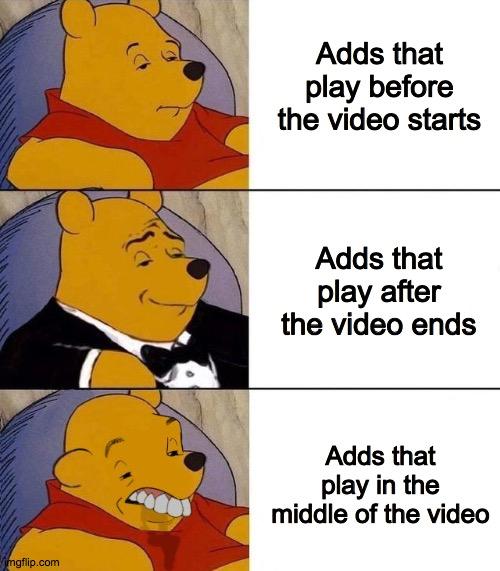 Adds that
play before
the video starts
Adds that
play after
the video ends
Adds that
play in the
middle of the video
imgflip.com